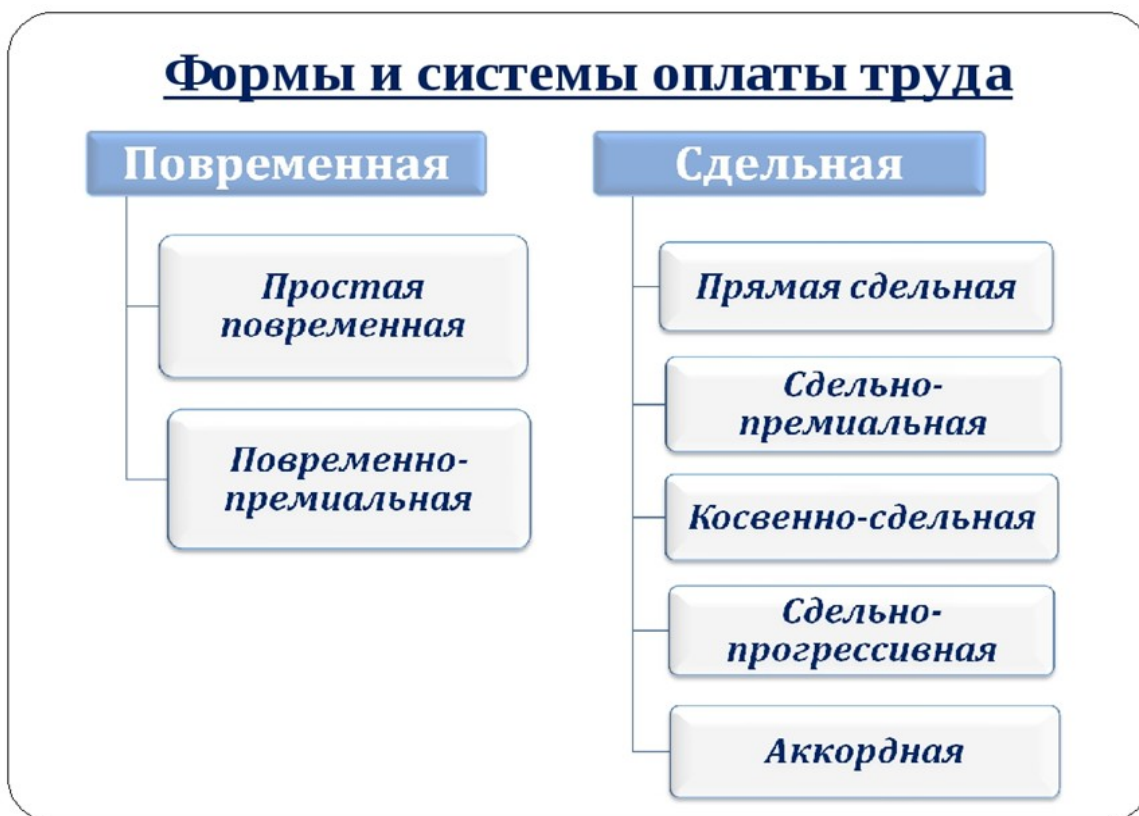 Формы и системы оплаты труда
Повременная
Простая
повременная
Повременно-
премиальная
Сдельная
Прямая сдельная
Сдельно-
премиальная
Косвенно-сдельная
Сдельно-
прогрессивная
Аккордная